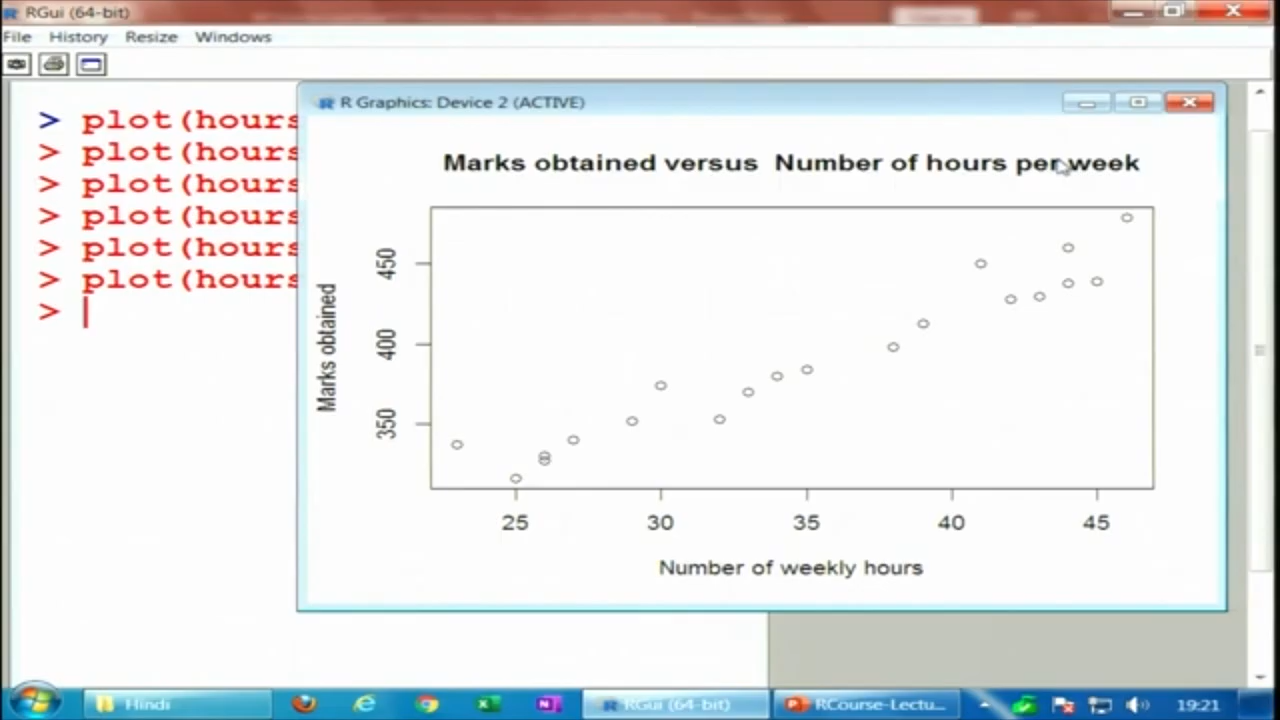 RGui (64-bit)
File History Resize Windows
> plot(hours
> plot(hours
> plot(hours
> plot(hours
> plot(hours
> plot(hours
>
R Graphics: Device 2 (ACTIVE)
Marks obtained versus  Number of hours per week
Marks obtained
450
400
350
25 30 35 40 45
Number of weekly hours
Hindi
RGui (64-bit)
RCourse-Lectu...
19:21